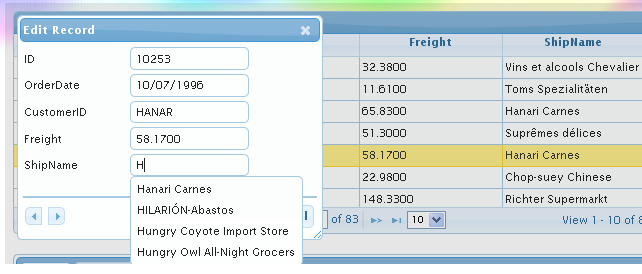 Edit Record
ID 10253
OrderDate 10/07/1996
CustomerID HANAR
Freight 58.1700
ShipName H
Hanari Carnes
HILARIÓN-Abastos
Hungry Coyote Import Store
Hungry Owl All-Night Grocers
Freight ShipName
32.3800 Vins et alcools Chevalier
11.6100 Toms Spezialitäten
65.8300 Hanari Carnes
51.3000 Suprêmes délices
58.1700 Hanari Carnes
22.9800 Chop-suey Chinese
148.3300 Richter Supermarkt
of 83 10 View 1 - 10 of 8